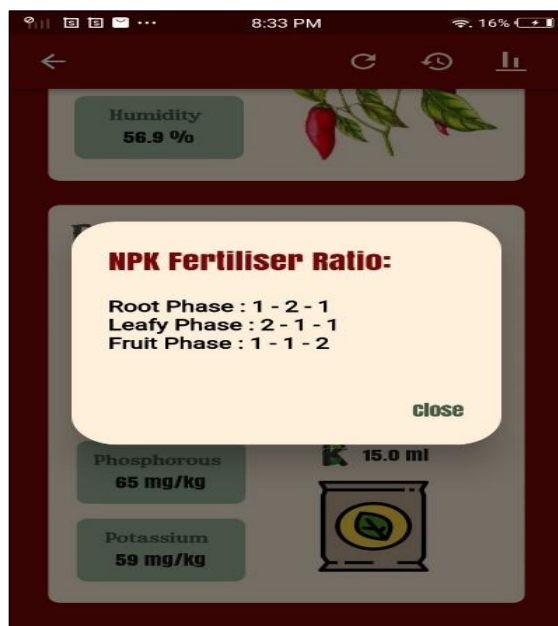 8:33 PM
16%
Humidity
56.9 %
NPK Fertiliser Ratio:
Root Phase : 1 - 2 - 1
Leafy Phase : 2 - 1 - 1
Fruit Phase : 1 - 1 - 2
close
Phosphorous
65 mg/kg
K 15.0 ml
Potassium
59 mg/kg